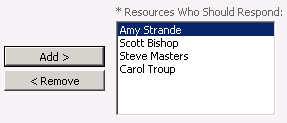 * Resources Who Should Respond:
Amy Strande
Scott Bishop
Steve Masters
Carol Troup
Add >
< Remove